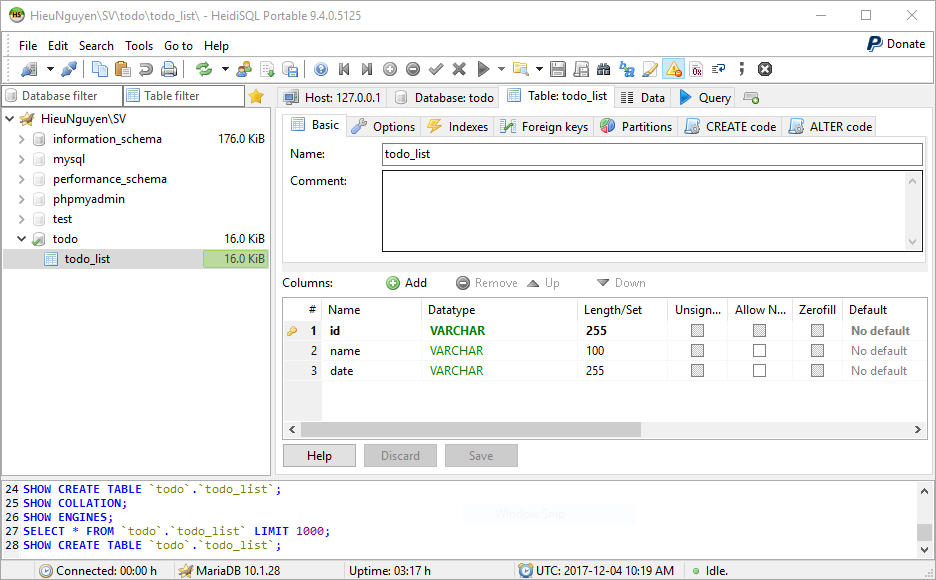 HieuNguyen\SV\todo\todo_list\ - HeidiSQL Portable 9.4.0.5125
File Edit Search Tools Go to Help
Donate
Database filter Table filter
Host: 127.0.0.1 Database: todo Table: todo_list Data Query
HieuNguyen\SV
information_schema 176.0 KiB
mysql
performance_schema
phpmyadmin
test
todo 16.0 KiB
todo_list 16.0 KiB
Basic Options Indexes Foreign keys Partitions CREATE code ALTER code
Name: todo_list
Comment:
Columns: Add Remove Up Down
# Name Datatype Length/Set Unsign... Allow N... Zerofill Default
1 id VARCHAR 255 No default
2 name VARCHAR 100 No default
3 date VARCHAR 255 No default
Help Discard Save
24 SHOW CREATE TABLE `todo`.`todo_list`;
25 SHOW COLLATION;
26 SHOW ENGINES;
27 SELECT * FROM `todo`.`todo_list` LIMIT 1000;
28 SHOW CREATE TABLE `todo`.`todo_list`;
Window Snip
Connected: 00:00 h MariaDB 10.1.28 Uptime: 03:17 h UTC: 2017-12-04 10:19 AM Idle.